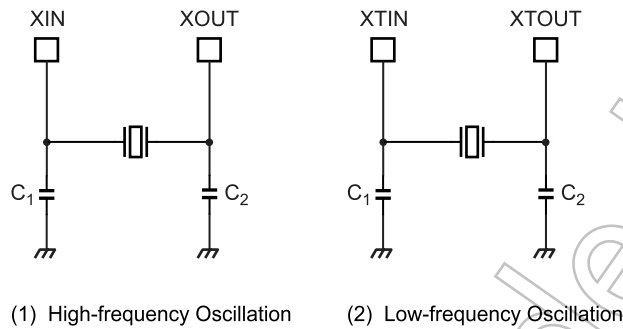 XIN XOUT XTIN XTOUT
C1 C2 C1 C2
(1) High-frequency Oscillation (2) Low-frequency Oscillation